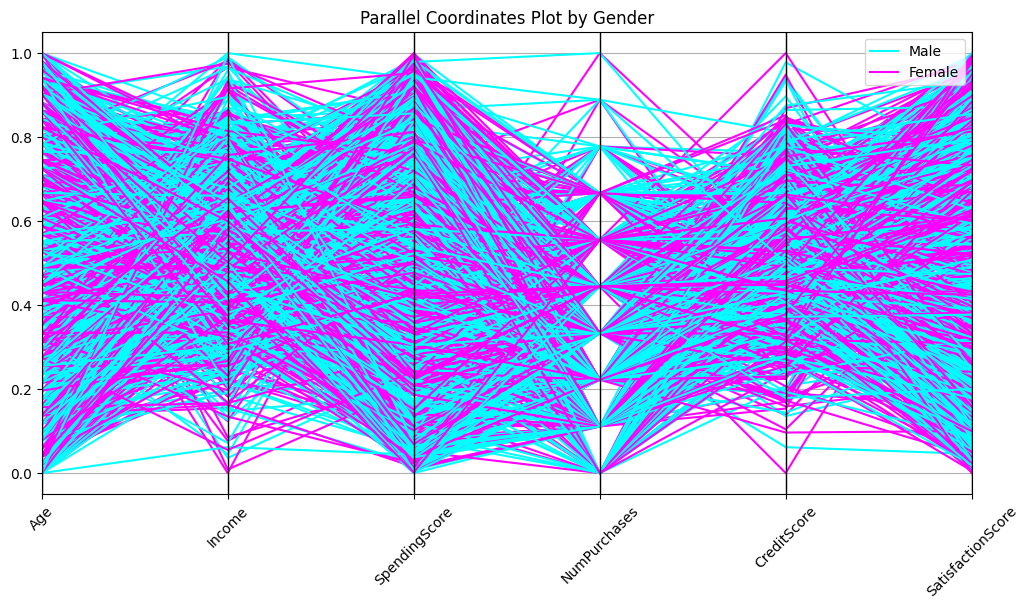 Parallel Coordinates Plot by Gender
Male
Female
1.0
0.8
0.6
0.4
0.2
0.0
Age
Income
SpendingScore
NumPurchases
CreditScore
SatisfactionScore